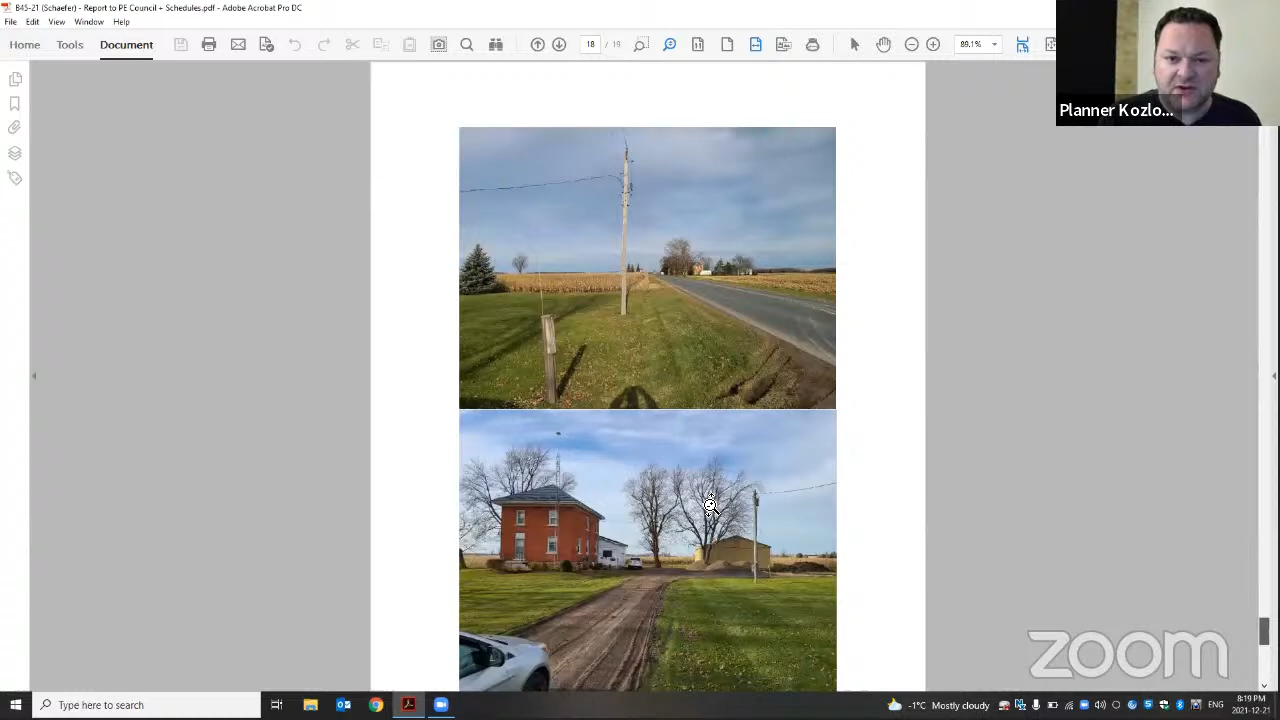 B45-21 (Schaefer) - Report to PE Council + Schedules.pdf - Adobe Acrobat Pro DC
File Edit View Window Help
Home Tools Document
18 / 19
89.1%
Planner Kozlo...
zoom
Type here to search
-1°C Mostly cloudy
ENG
8:19 PM
2021-12-21